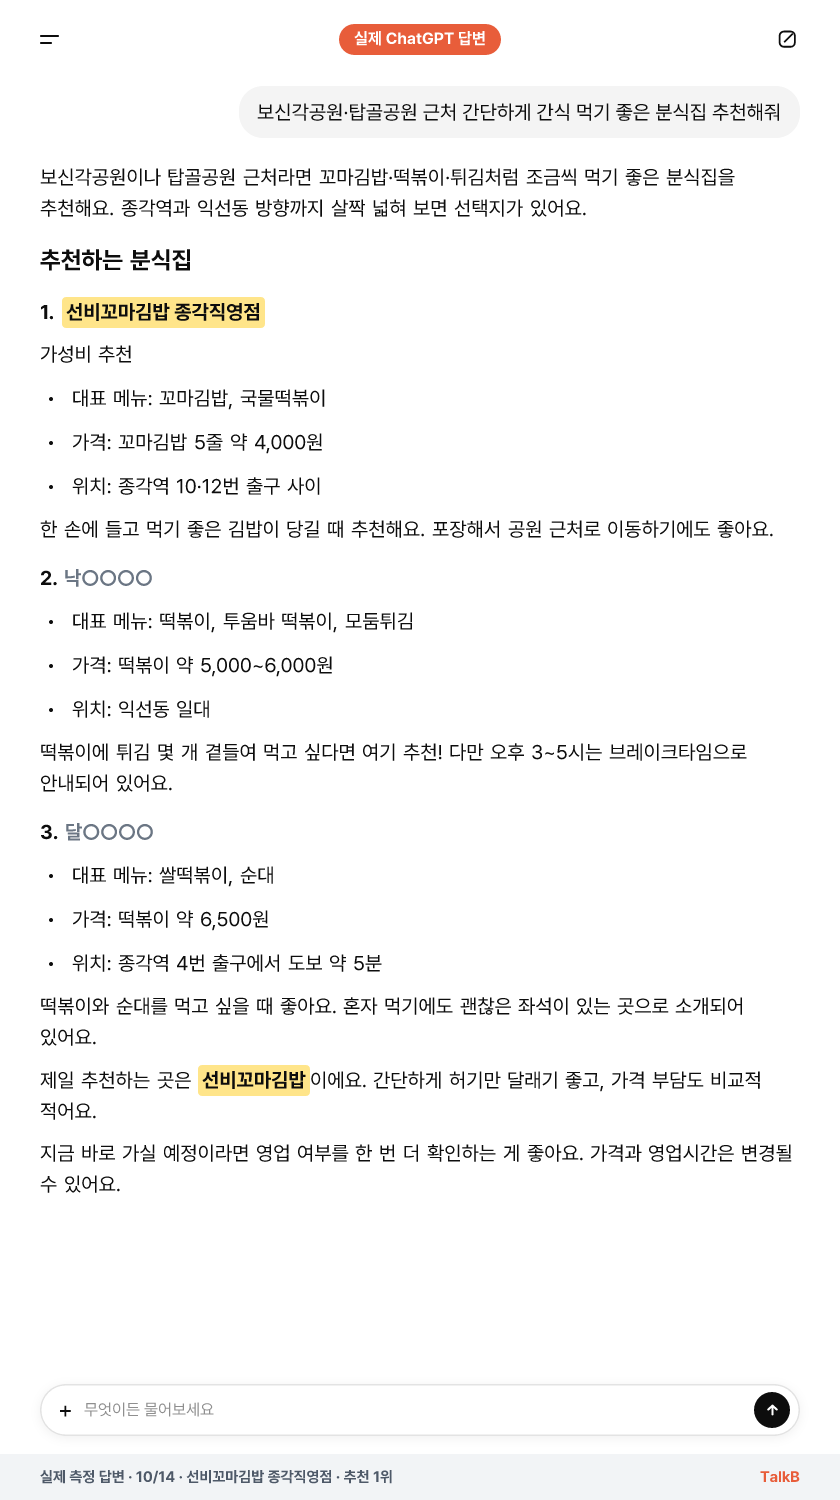 실제 ChatGPT 답변
보신각공원·탑골공원 근처 간단하게 간식 먹기 좋은 분식집 추천해줘
보신각공원이나 탑골공원 근처라면 꼬마김밥·떡볶이·튀김처럼 조금씩 먹기 좋은 분식집을
추천해요. 종각역과 익선동 방향까지 살짝 넓혀 보면 선택지가 있어요.
추천하는 분식집
1. 선비꼬마김밥 종각직영점
가성비 추천
• 대표 메뉴: 꼬마김밥, 국물떡볶이
• 가격: 꼬마김밥 5줄 약 4,000원
• 위치: 종각역 10·12번 출구 사이
한 손에 들고 먹기 좋은 김밥이 당길 때 추천해요. 포장해서 공원 근처로 이동하기에도 좋아요.
2. 낙○○○○
• 대표 메뉴: 떡볶이, 투움바 떡볶이, 모둠튀김
• 가격: 떡볶이 약 5,000~6,000원
• 위치: 익선동 일대
떡볶이에 튀김 몇 개 곁들여 먹고 싶다면 여기 추천! 다만 오후 3~5시는 브레이크타임으로
안내되어 있어요.
3. 달○○○○
• 대표 메뉴: 쌀떡볶이, 순대
• 가격: 떡볶이 약 6,500원
• 위치: 종각역 4번 출구에서 도보 약 5분
떡볶이와 순대를 먹고 싶을 때 좋아요. 혼자 먹기에도 괜찮은 좌석이 있는 곳으로 소개되어
있어요.
제일 추천하는 곳은 선비꼬마김밥이에요. 간단하게 허기만 달래기 좋고, 가격 부담도 비교적
적어요.
지금 바로 가실 예정이라면 영업 여부를 한 번 더 확인하는 게 좋아요. 가격과 영업시간은 변경될
수 있어요.
무엇이든 물어보세요
실제 측정 답변 · 10/14 · 선비꼬마김밥 종각직영점 · 추천 1위
TalkB